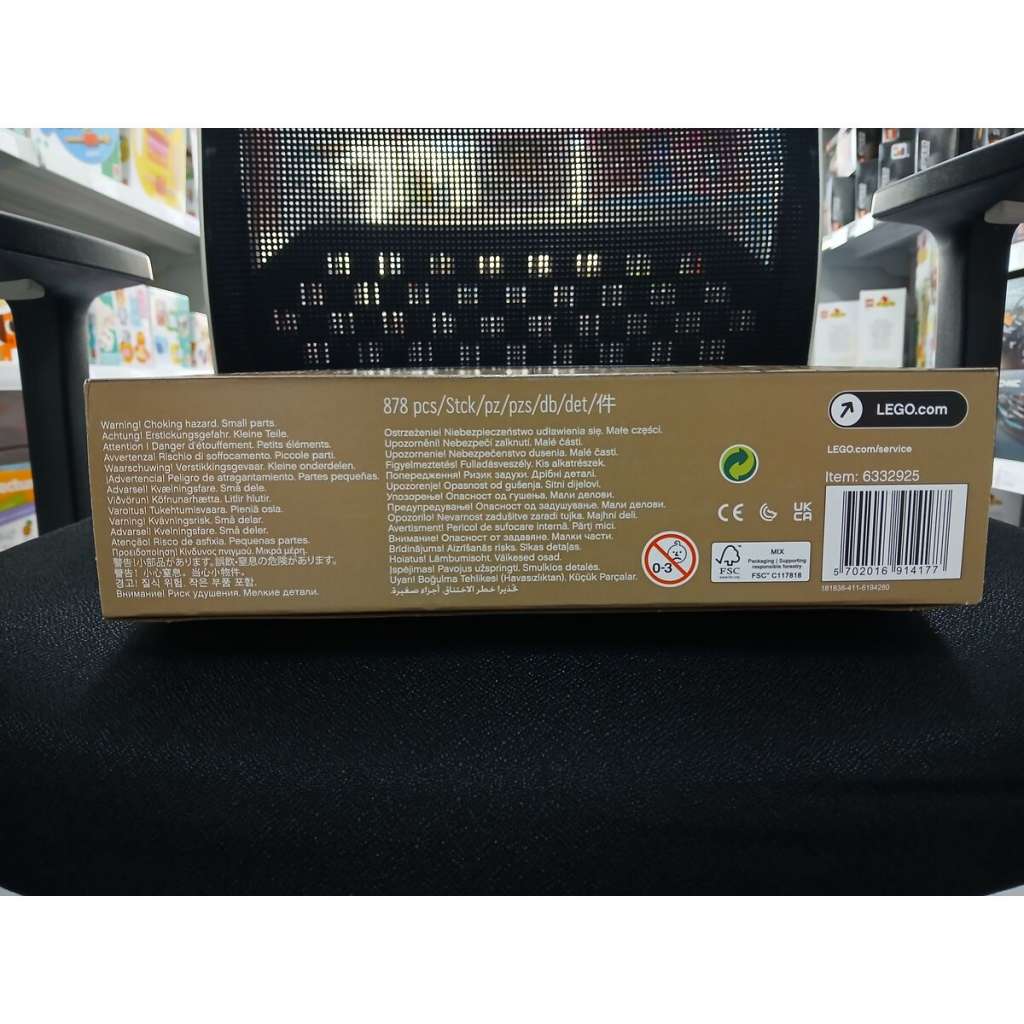 Warning! Choking hazard. Small parts.
Achtung! Erstickungsgefahr. Kleine Teile.
Attention ! Danger d'étouffement. Petits éléments.
Avvertenza! Rischio di soffocamento. Piccole parti.
Waarschuwing! Verstikkingsgevaar. Kleine onderdelen.
¡Advertencia! Peligro de atragantamiento. Partes pequeñas.
Advarsel! Kvælningsfare. Små dele.
Viðvörun! Köfnunarhætta. Litlir hlutir.
Varoitus! Tukehtumisvaara. Pieniä osia.
Varning! Kvävningsrisk. Små delar.
Advarsel! Kvelningsfare. Små deler.
Atenção! Risco de asfixia. Pequenas partes.
Προειδοποίηση! Κίνδυνος πνιγμού. Μικρά μέρη.
警告!小部品があります。誤飲・窒息の危険があります。
警告! 小心窒息。当心小物件。
경고! 질식 위험. 작은 부품 포함.
Внимание! Риск удушения. Мелкие детали.
878 pcs/Stck/pz/pzs/db/det/件
Ostrzeżenie! Niebezpieczeństwo udławienia się. Małe części.
Upozornění! Nebezpečí zalknutí. Malé části.
Upozornenie! Nebezpečenstvo dusenia. Malé časti.
Figyelmeztetés! Fulladásveszély. Kis alkatrészek.
Попередження! Ризик задухи. Дрібні деталі.
Upozorenje! Opasnost od gušenja. Sitni dijelovi.
Упозорење! Опасност од гушења. Мали делови.
Предупредување! Опасност од задушување. Мали делови.
Opozorilo! Nevarnost zadušitve zaradi tujka. Majhni deli.
Avertisment! Pericol de sufocare internă. Părți mici.
Внимание! Опасност от задавяне. Малки части.
Brīdinājums! Aizrīšanās risks. Sīkas detaļas.
Hoiatus! Lämbumisoht. Väikesed osad.
Įspėjimas! Pavojus užspringti. Smulkios detalės.
Uyarı! Boğulma Tehlikesi (Havasızlıktan). Küçük Parçalar.
تحذير! خطر الاختناق. أجزاء صغيرة.
0-3
CE
UK
CA
FSC
www.fsc.org
MIX
Packaging | Supporting
responsible forestry
FSC® C117818
LEGO.com
LEGO.com/service
Item: 6332925
5 702016 914177